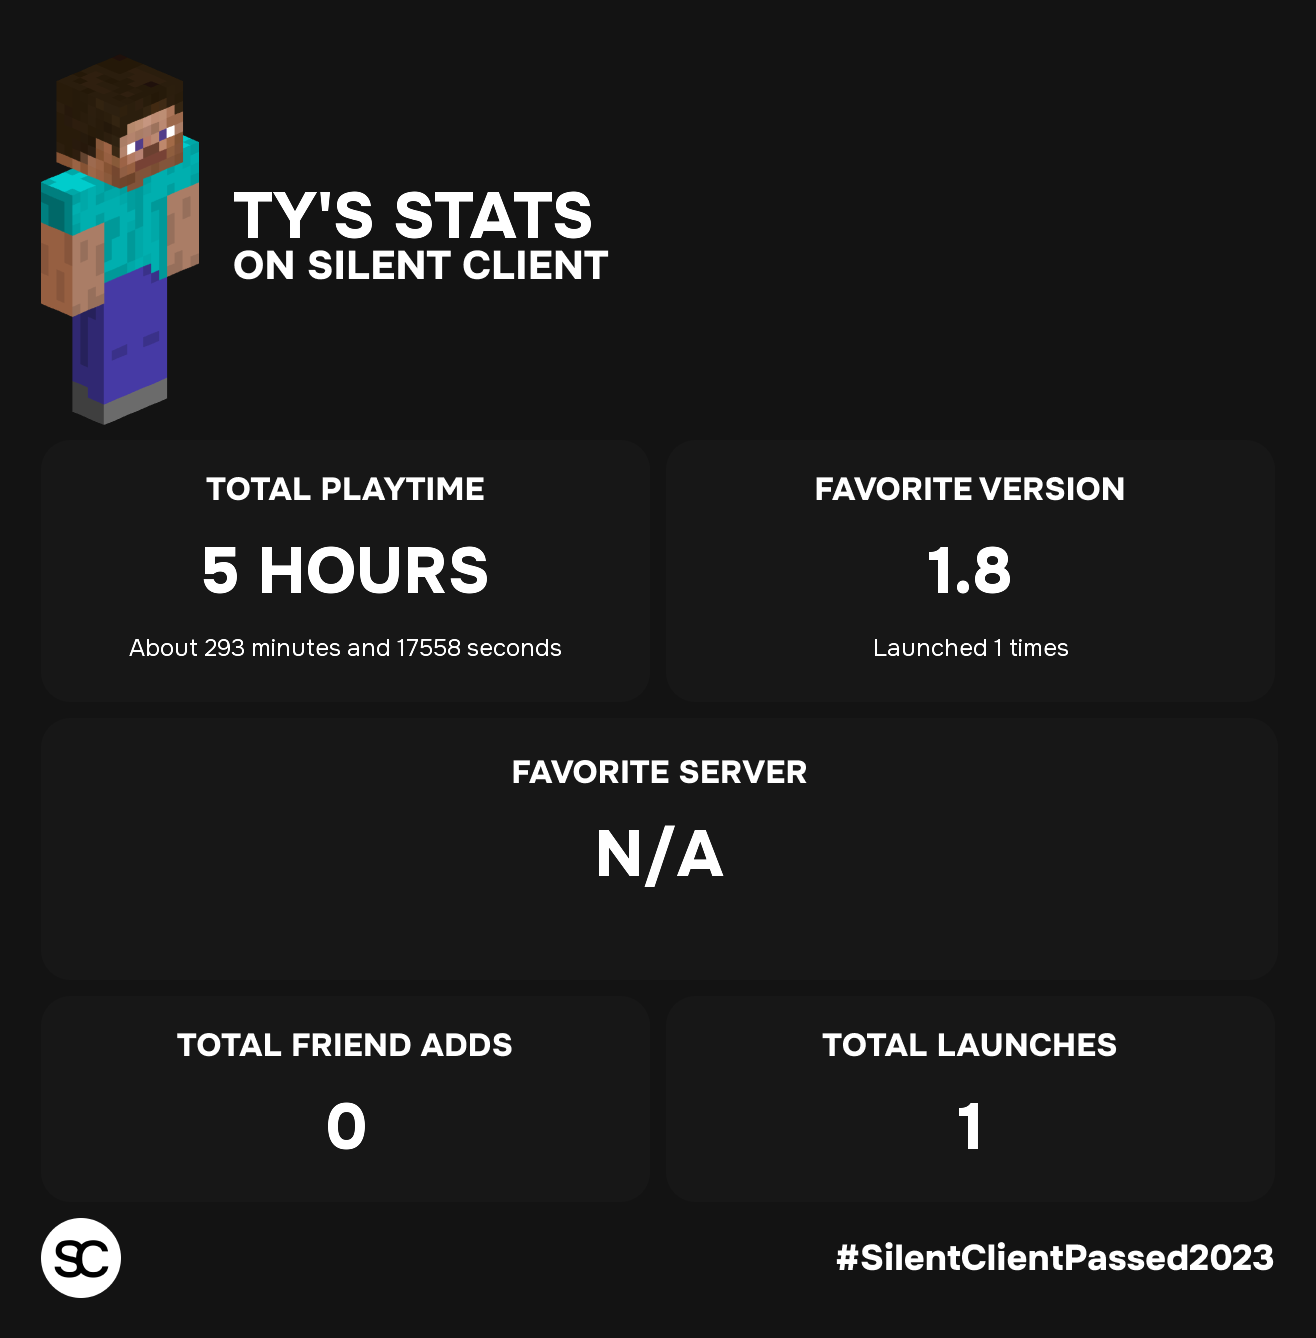 TY'S STATS
ON SILENT CLIENT
TOTAL PLAYTIME
5 HOURS
About 293 minutes and 17558 seconds
FAVORITE VERSION
1.8
Launched 1 times
FAVORITE SERVER
N/A
TOTAL FRIEND ADDS
0
TOTAL LAUNCHES
1
SC
#SilentClientPassed2023